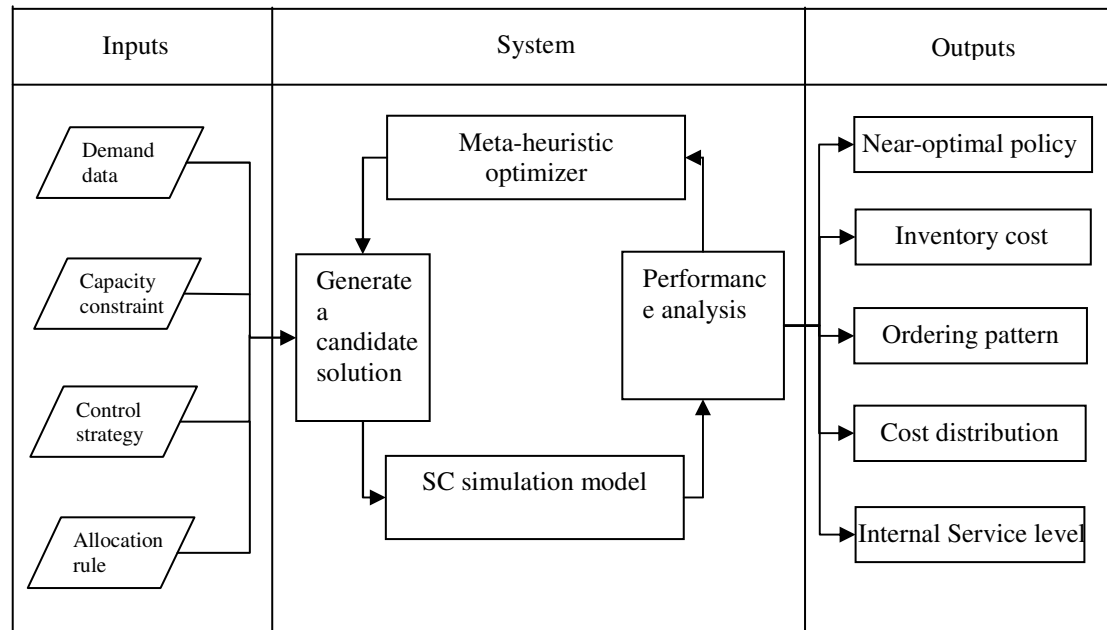 Inputs
System
Outputs
Demand
data
Capacity
constraint
Control
strategy
Allocation
rule
Meta-heuristic
optimizer
Generate
a
candidate
solution
Performanc
e analysis
SC simulation model
Near-optimal policy
Inventory cost
Ordering pattern
Cost distribution
Internal Service level